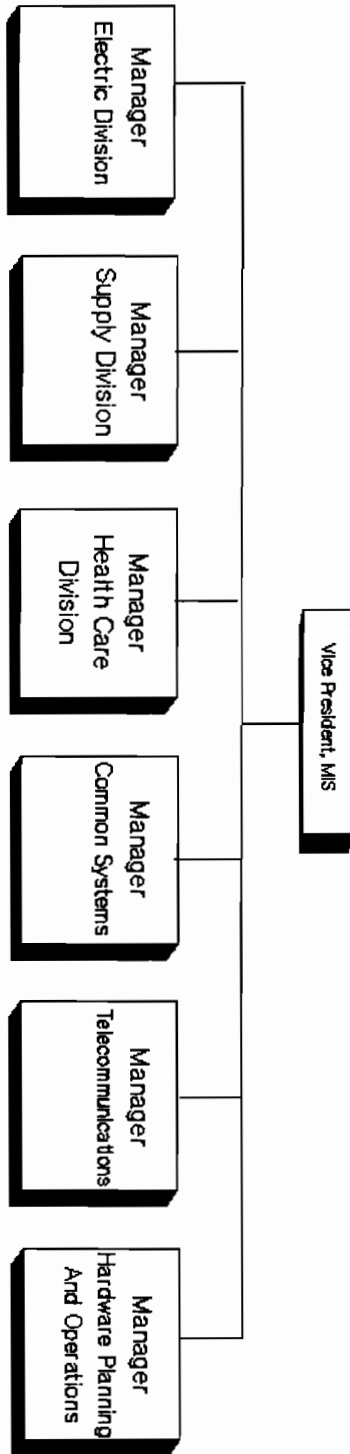 Vice President, MIS
Manager
Electric Division
Manager
Supply Division
Manager
Health Care
Division
Manager
Common Systems
Manager
Telecommunications
Manager
Hardware Planning
And Operations